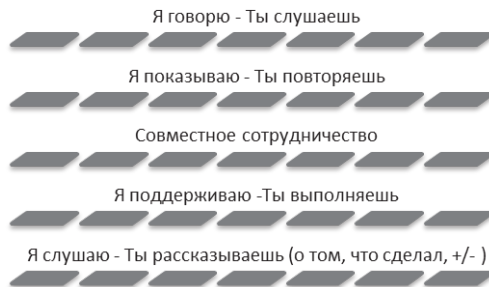 Я говорю - Ты слушаешь
Я показываю - Ты повторяешь
Совместное сотрудничество
Я поддерживаю -Ты выполняешь
Я слушаю - Ты рассказываешь (о том, что сделал, +/- )